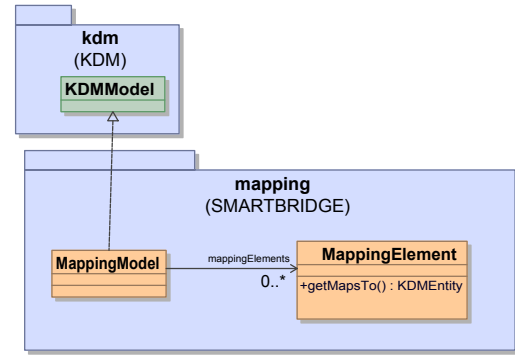 kdm
(KDM)
KDMModel
mapping
(SMARTBRIDGE)
MappingModel
mappingElements
0..*
MappingElement
+getMapsTo() : KDMEntity